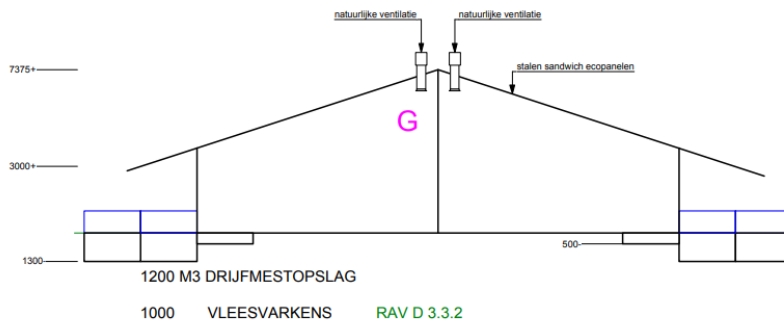 natuurlijke ventilatie natuurlijke ventilatie
stalen sandwich ecopanelen
7375+
G
3000+
500-
1300
1200 M3 DRIJFMESTOPSLAG
1000 VLEESVARKENS RAV D 3.3.2